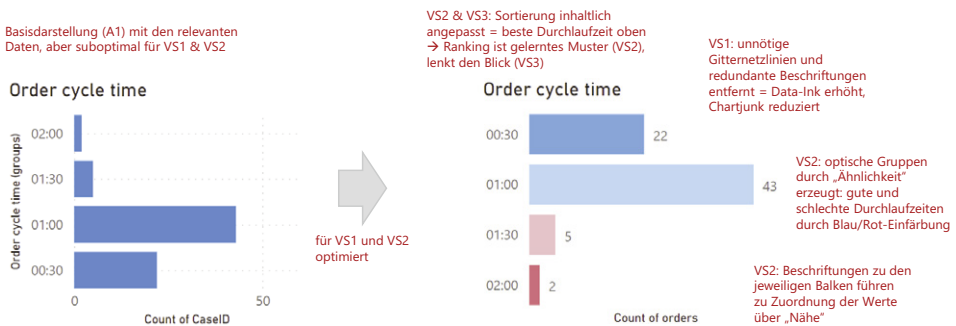 Basisdarstellung (A1) mit den relevanten
Daten, aber suboptimal für VS1 & VS2
Order cycle time
Order cycle time (groups)
02:00
01:30
01:00
00:30
0
50
Count of CaseID
für VS1 und VS2
optimiert
VS2 & VS3: Sortierung inhaltlich
angepasst = beste Durchlaufzeit oben
→ Ranking ist gelerntes Muster (VS2),
lenkt den Blick (VS3)
Order cycle time
00:30
22
01:00
43
01:30
5
02:00
2
Count of orders
VS1: unnötige
Gitternetzlinien und
redundante Beschriftungen
entfernt = Data-Ink erhöht,
Chartjunk reduziert
VS2: optische Gruppen
durch „Ähnlichkeit"
erzeugt: gute und
schlechte Durchlaufzeiten
durch Blau/Rot-Einfärbung
VS2: Beschriftungen zu den
jeweiligen Balken führen
zu Zuordnung der Werte
über „Nähe"